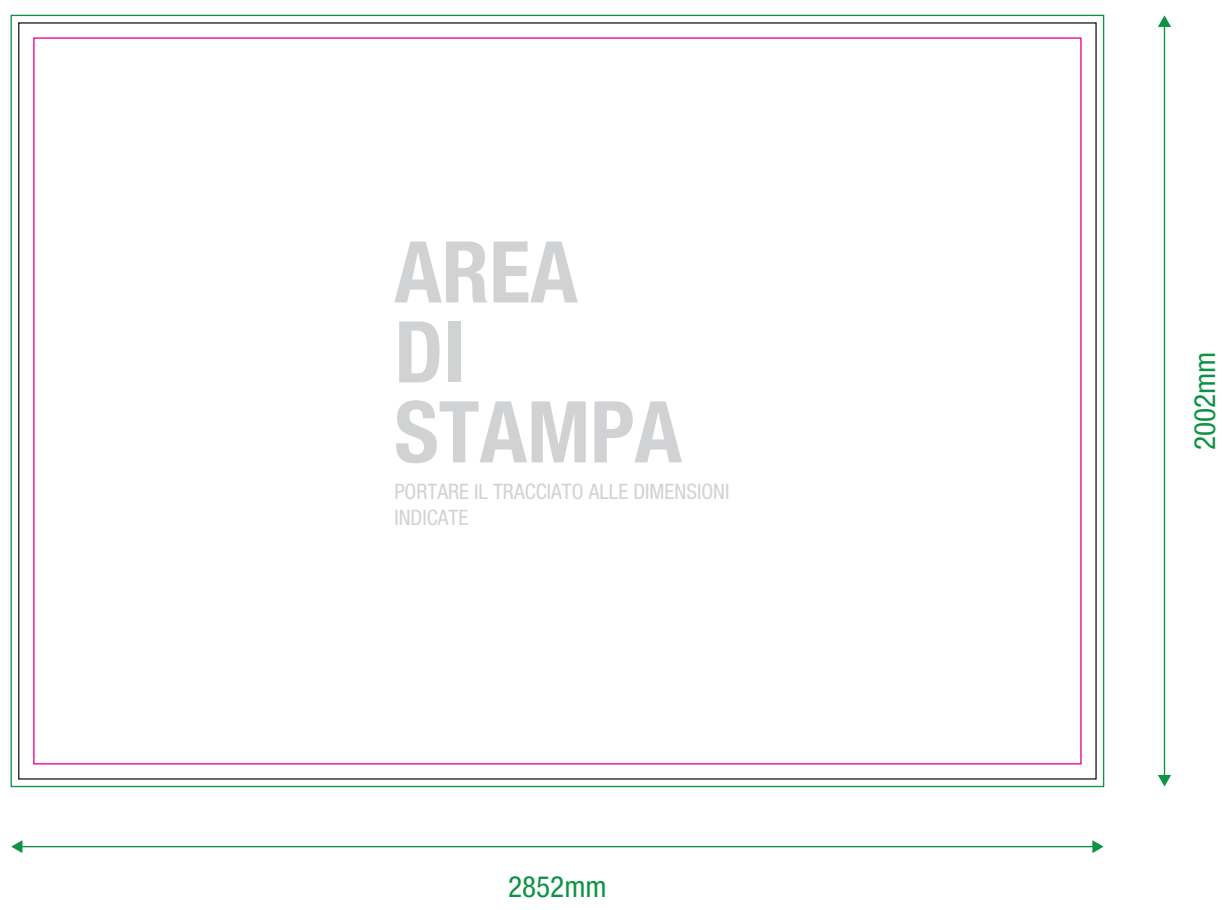 AREA
DI
STAMPA
PORTARE IL TRACCIATO ALLE DIMENSIONI
INDICATE
2002mm
2852mm